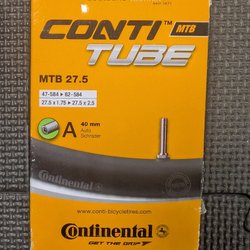 CONTI™ MTB
TUBE
MTB 27.5
47-584 ▸ 62-584
27.5 x 1.75 ▸ 27.5 x 2.5
A
40 mm
Auto
Schrader
www.conti-bicycletires.com
Continental
GET THE GRIP